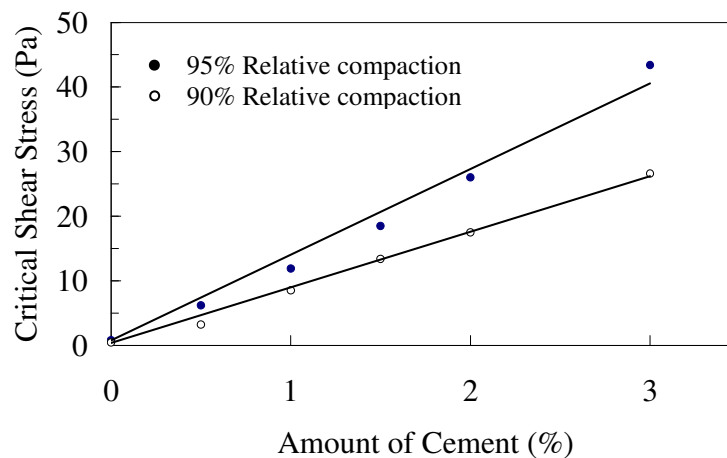 50
40
30
20
10
0
Critical Shear Stress (Pa)
95% Relative compaction
90% Relative compaction
0 1 2 3
Amount of Cement (%)